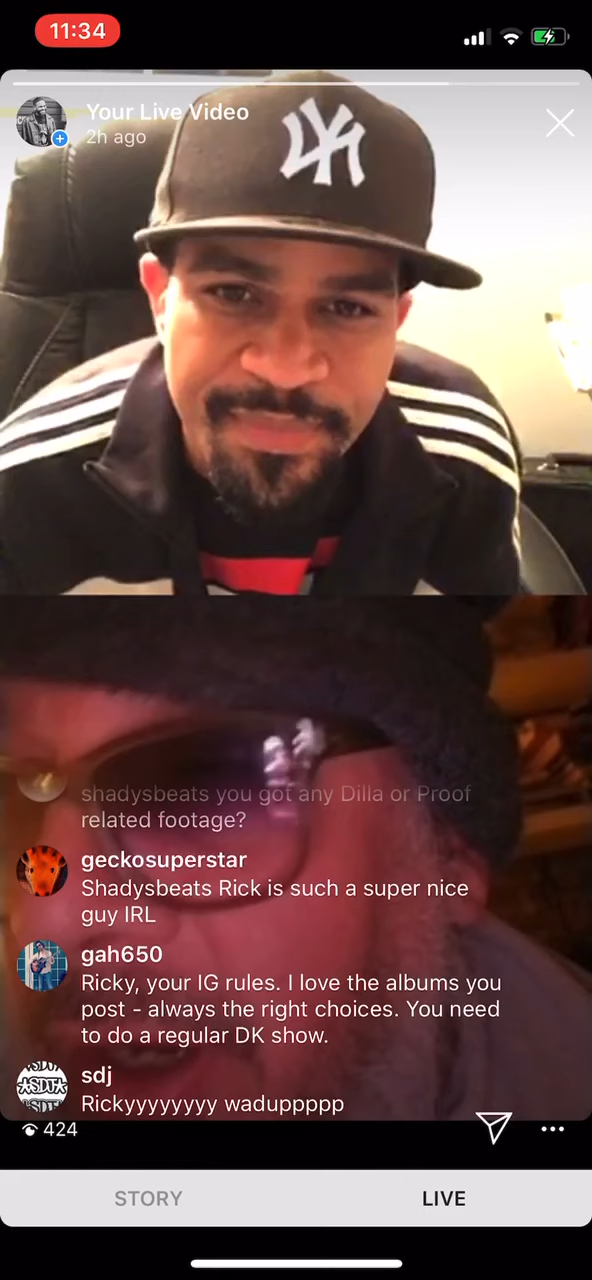 11:34
Your Live Video
2h ago
NY
shadysbeats you got any Dilla or Proof
related footage?
geckosuperstar
Shadysbeats Rick is such a super nice
guy IRL
gah650
Ricky, your IG rules. I love the albums you
post - always the right choices. You need
to do a regular DK show.
sdj
Rickyyyyyyyy waduppppp
424
STORY
LIVE